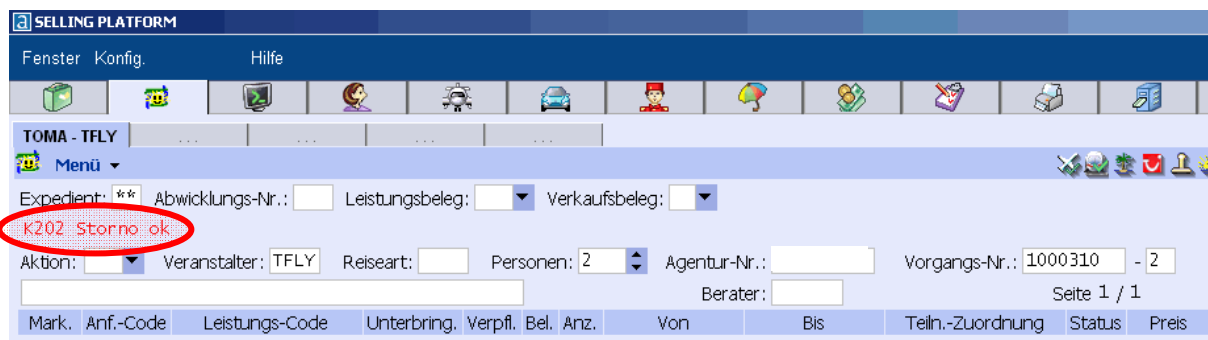 a SELLING PLATFORM
Fenster Konfig. Hilfe
TOMA - TFLY ... ... ... ...
Menü
Expedient: ** Abwicklungs-Nr.: Leistungsbeleg: Verkaufsbeleg:
K202 Storno ok
Aktion: Veranstalter: TFLY Reiseart: Personen: 2 Agentur-Nr.: Vorgangs-Nr.: 1000310 - 2
Berater: Seite 1 / 1
Mark. Anf.-Code Leistungs-Code Unterbring. Verpfl. Bel. Anz. Von Bis Teiln.-Zuordnung Status Preis